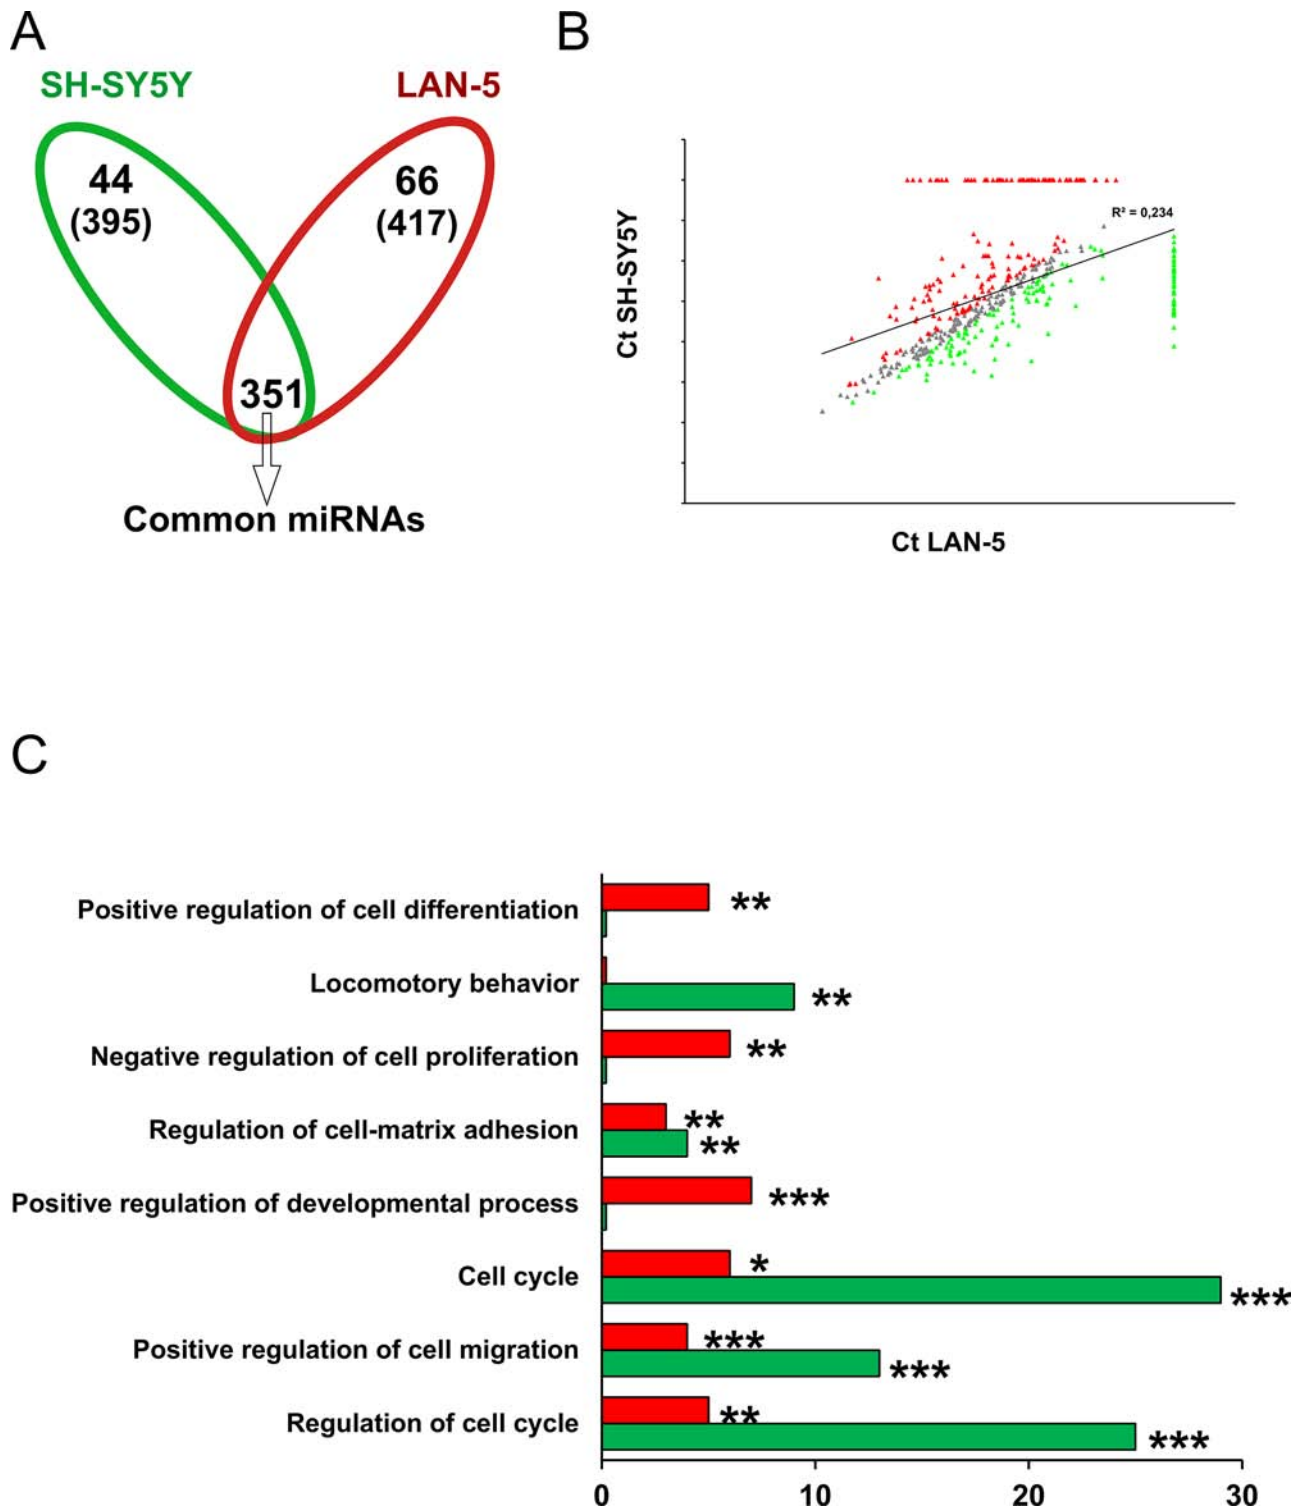 A
B
SH-SY5Y
LAN-5
44
(395)
66
(417)
351
Common miRNAs
Ct SH-SY5Y
R² = 0,234
Ct LAN-5
C
Positive regulation of cell differentiation
**
Locomotory behavior
**
Negative regulation of cell proliferation
**
Regulation of cell-matrix adhesion
**
**
Positive regulation of developmental process
***
Cell cycle
*
***
Positive regulation of cell migration
***
***
Regulation of cell cycle
**
***
0 10 20 30